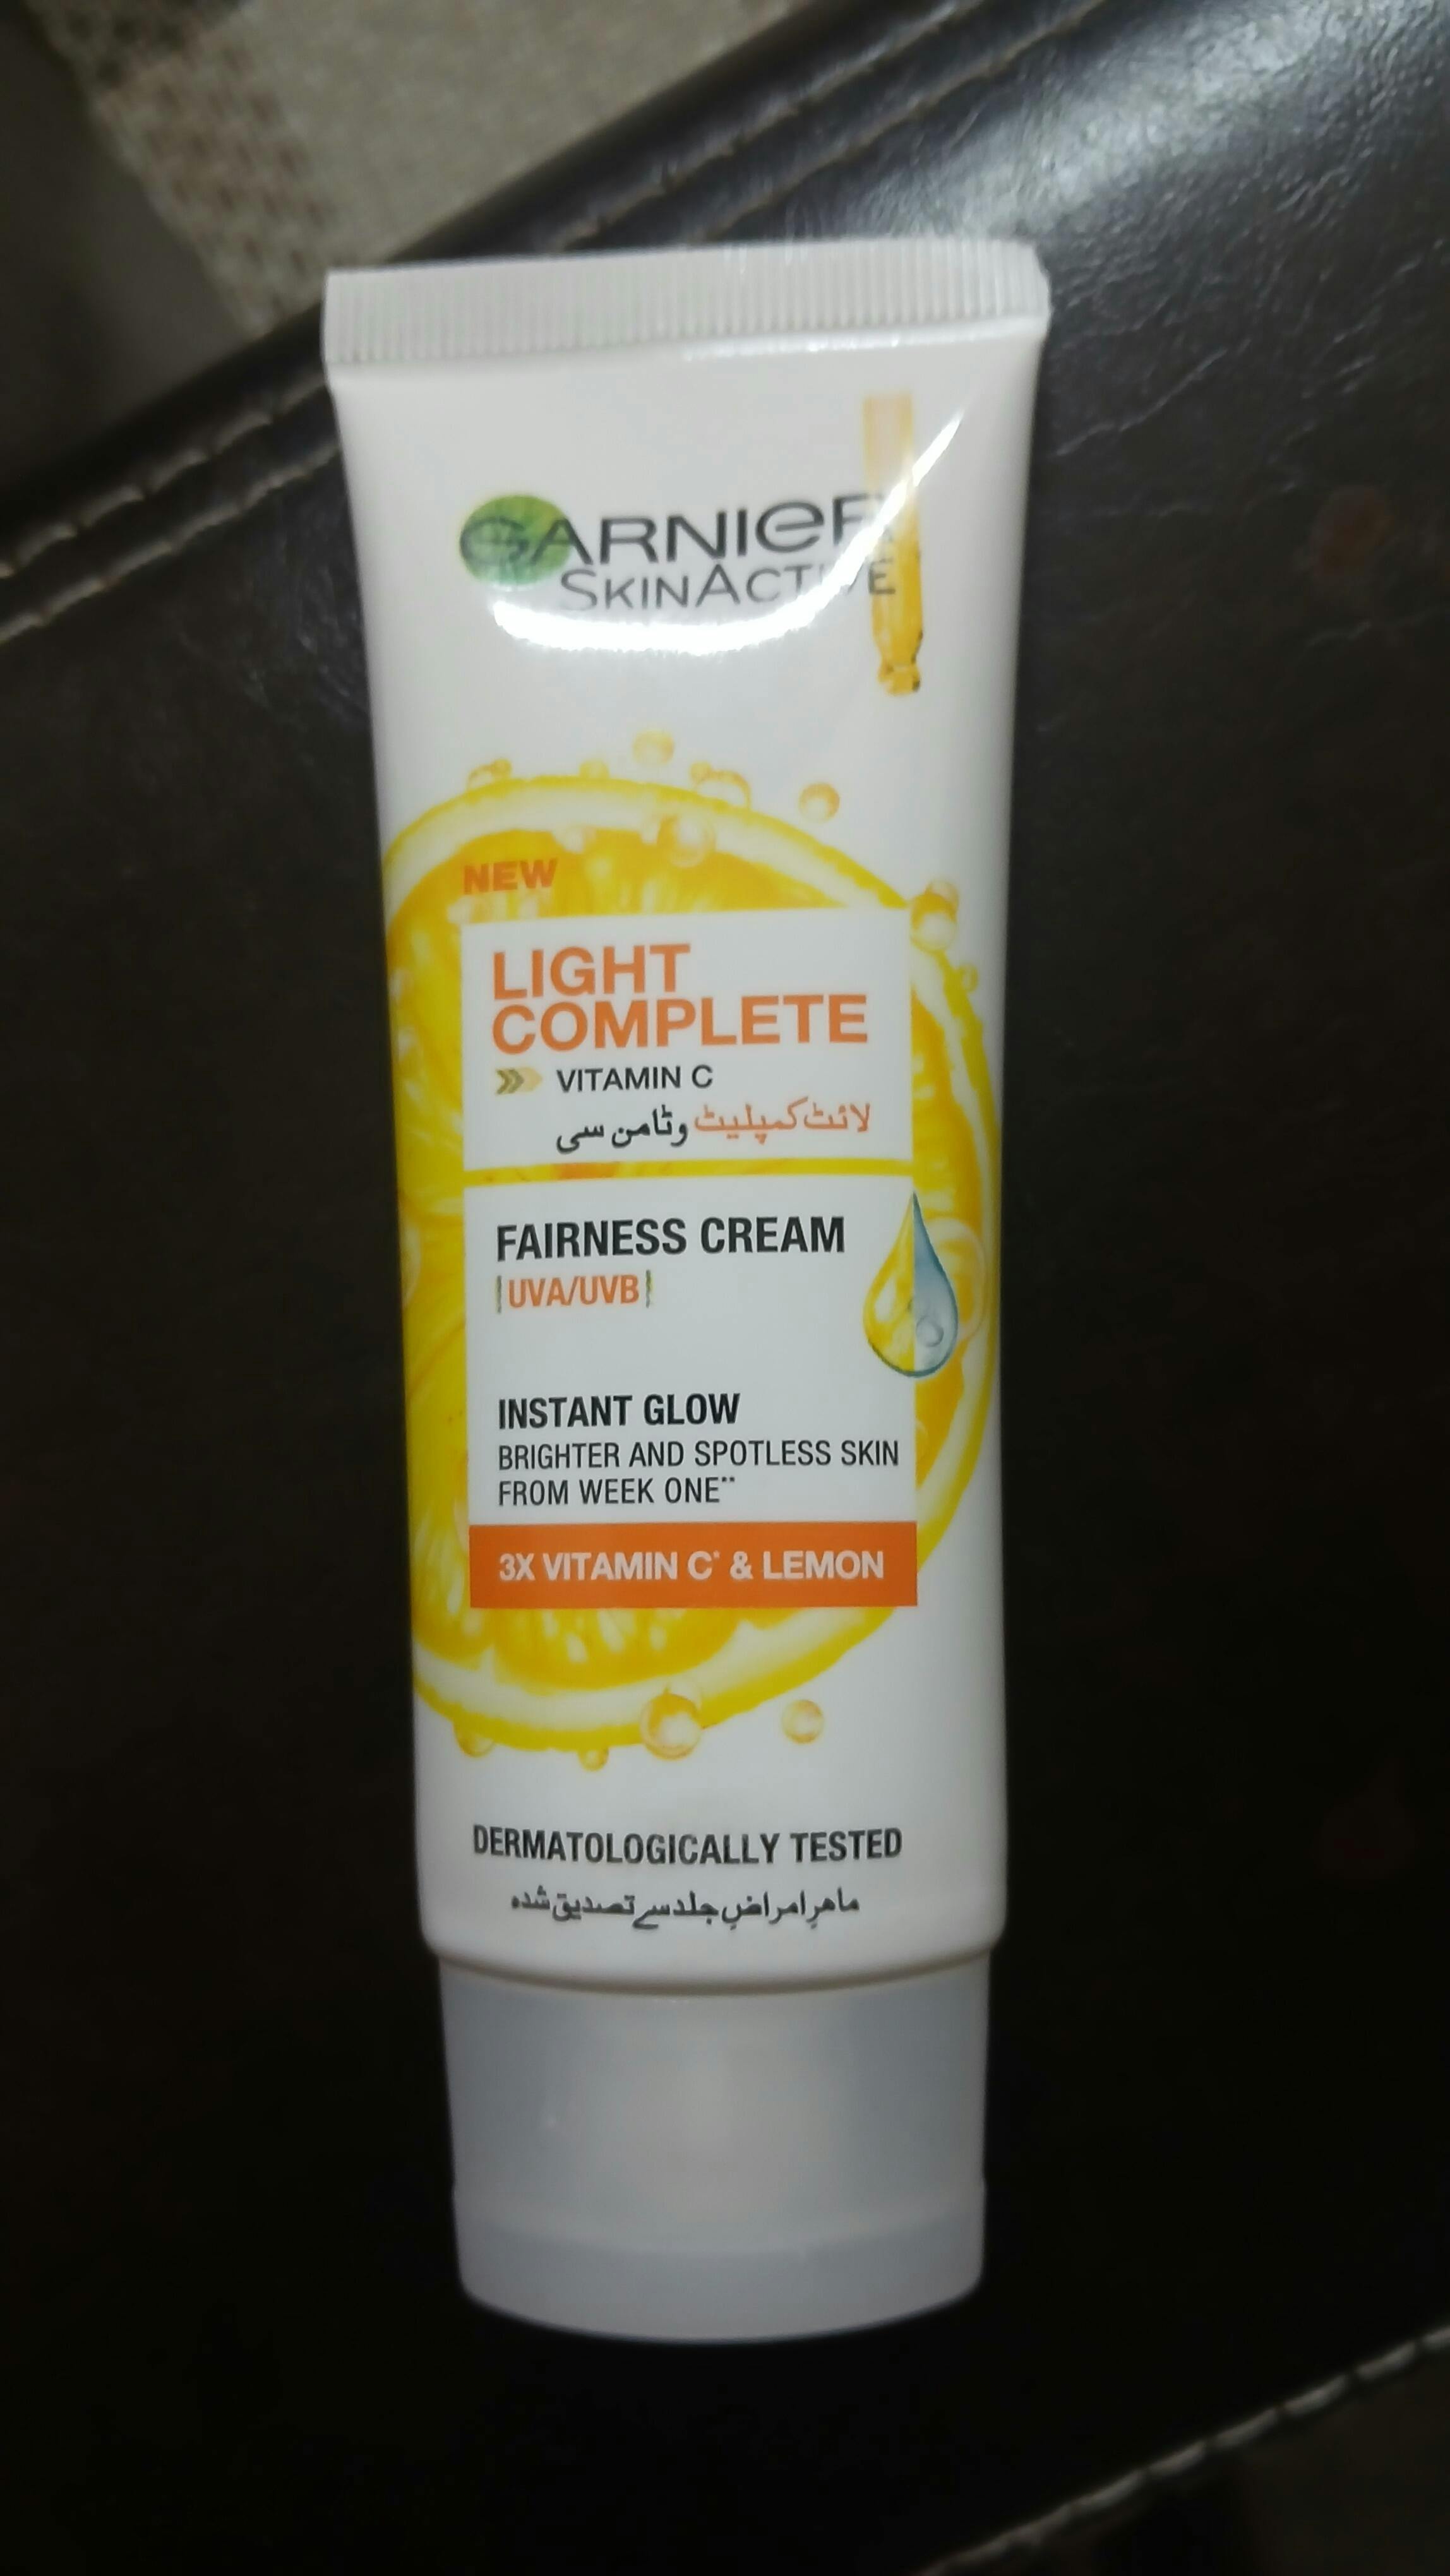 GARNIER
SKINACTIVE
NEW
LIGHT
COMPLETE
VITAMIN C
لائٹ کمپلیٹ وٹامن سی
FAIRNESS CREAM
UVA/UVB
INSTANT GLOW
BRIGHTER AND SPOTLESS SKIN
FROM WEEK ONE**
3X VITAMIN C* & LEMON
DERMATOLOGICALLY TESTED
ماہرِ امراضِ جلد سے تصدیق شدہ